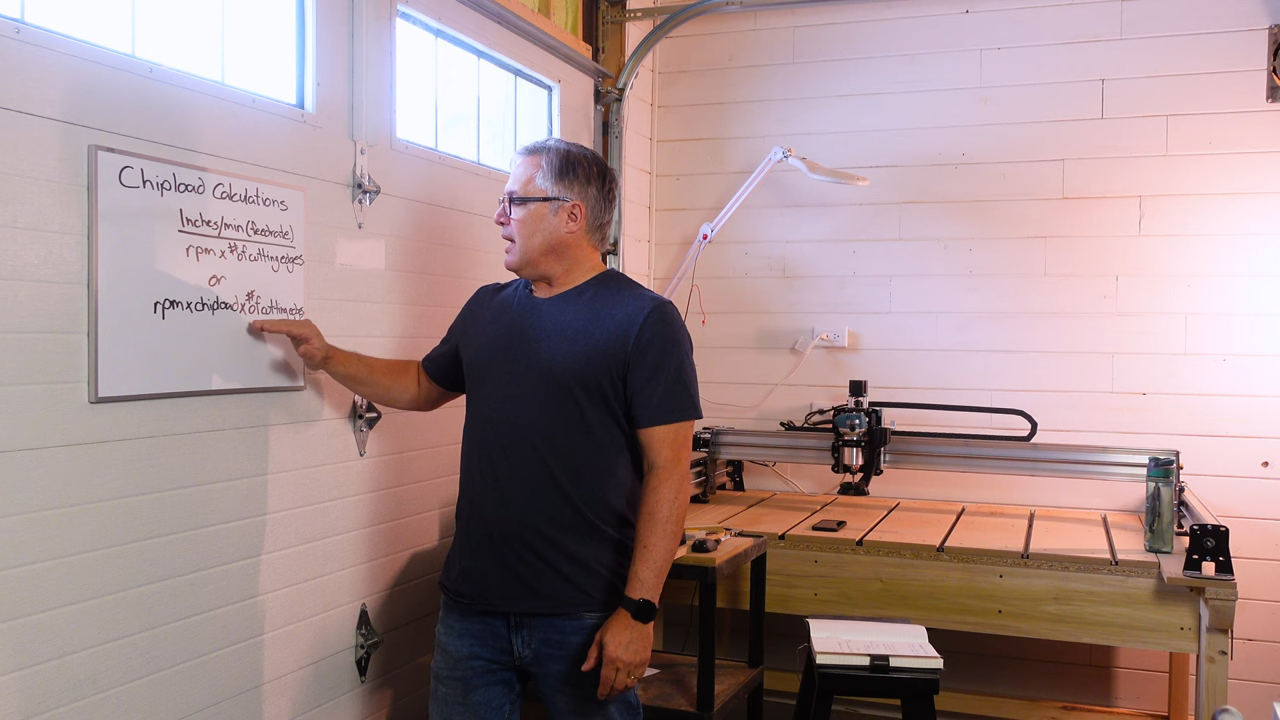 Chipload Calculations
Inches/min (feedrate)
rpm x # of cutting edges
or
rpm x chipload x # of cutting edges